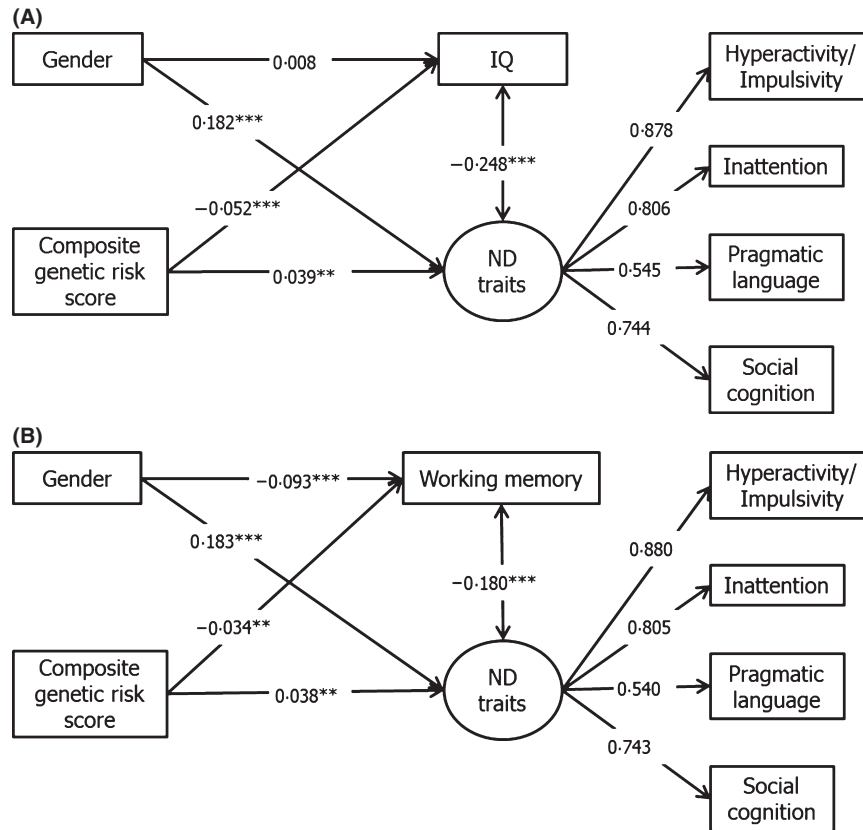 (A)
Gender
0·008
IQ
Hyperactivity/
Impulsivity
0·182***
0·878
−0·248***
Inattention
−0·052***
0·806
Composite
genetic risk
score
0·039**
ND
traits
0·545
Pragmatic
language
0·744
Social
cognition
(B)
Gender
−0·093***
Working memory
Hyperactivity/
Impulsivity
0·183***
0·880
−0·180***
Inattention
−0·034**
0·805
Composite
genetic risk
score
0·038**
ND
traits
0·540
Pragmatic
language
0·743
Social
cognition